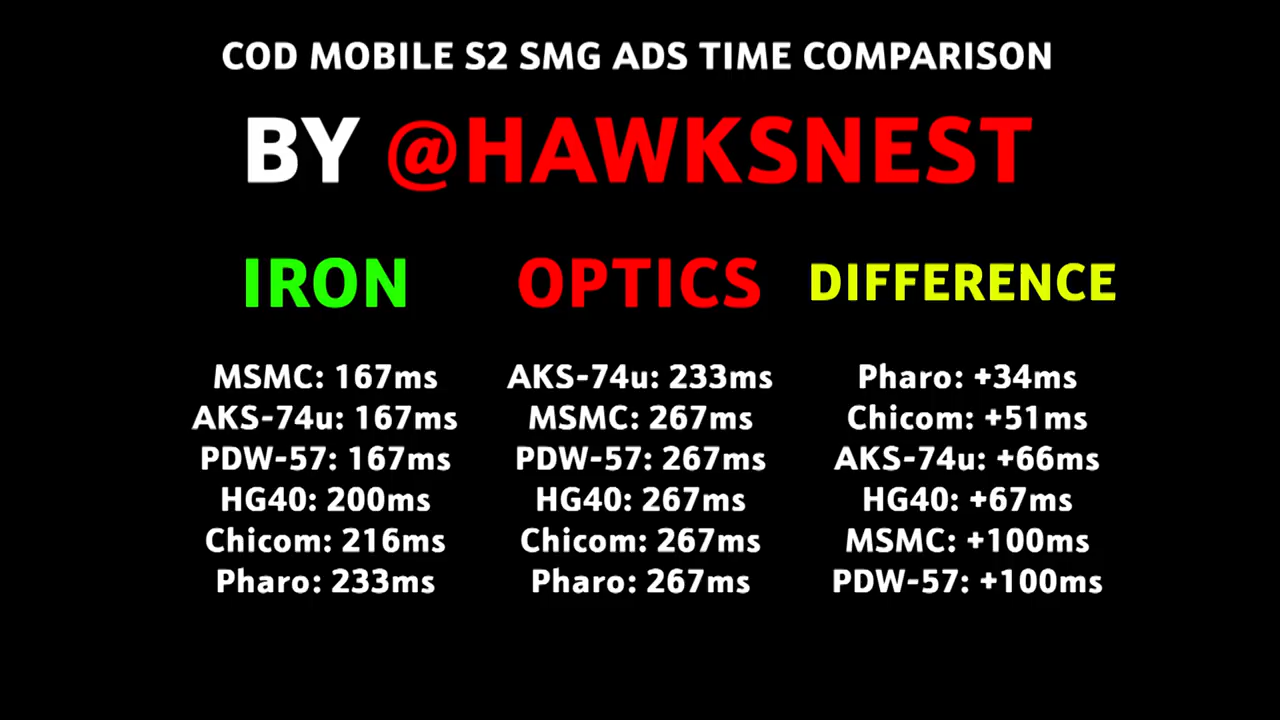 COD MOBILE S2 SMG ADS TIME COMPARISON
BY @HAWKSNEST
IRON
MSMC: 167ms
AKS-74u: 167ms
PDW-57: 167ms
HG40: 200ms
Chicom: 216ms
Pharo: 233ms
OPTICS
AKS-74u: 233ms
MSMC: 267ms
PDW-57: 267ms
HG40: 267ms
Chicom: 267ms
Pharo: 267ms
DIFFERENCE
Pharo: +34ms
Chicom: +51ms
AKS-74u: +66ms
HG40: +67ms
MSMC: +100ms
PDW-57: +100ms